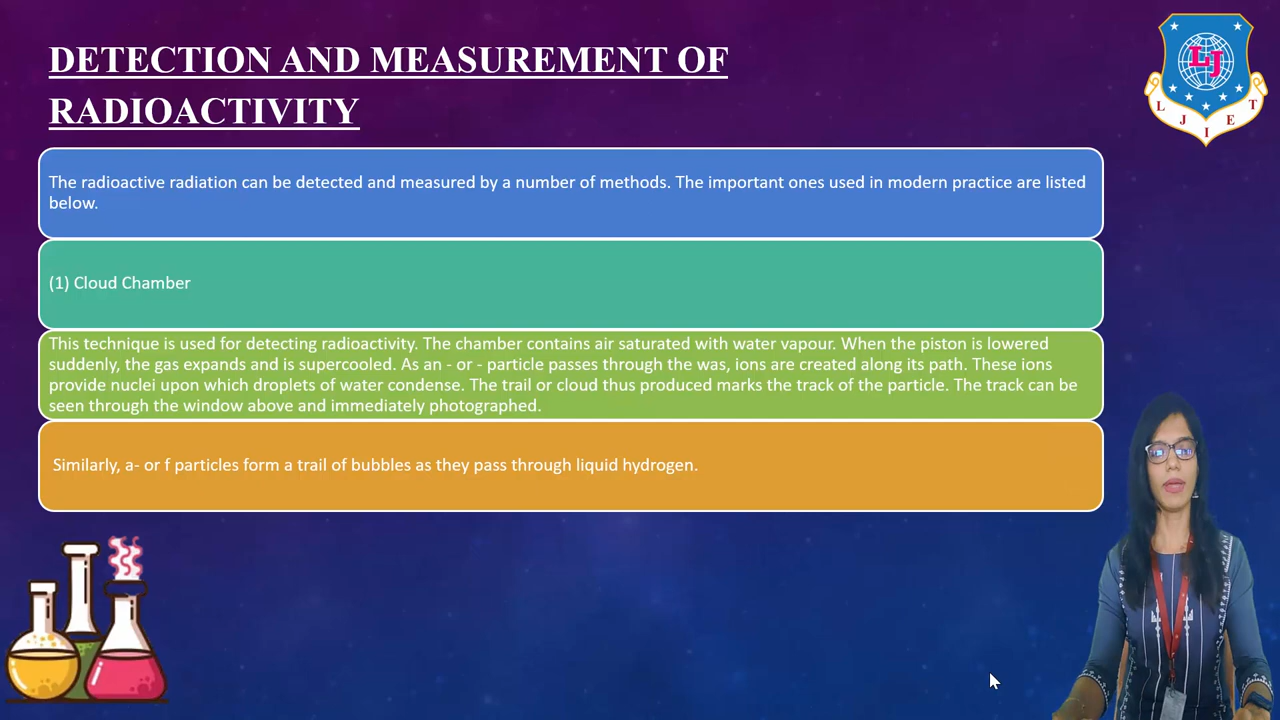 DETECTION AND MEASUREMENT OF
RADIOACTIVITY
The radioactive radiation can be detected and measured by a number of methods. The important ones used in modern practice are listed
below.
(1) Cloud Chamber
This technique is used for detecting radioactivity. The chamber contains air saturated with water vapour. When the piston is lowered
suddenly, the gas expands and is supercooled. As an - or - particle passes through the was, ions are created along its path. These ions
provide nuclei upon which droplets of water condense. The trail or cloud thus produced marks the track of the particle. The track can be
seen through the window above and immediately photographed.
Similarly, a- or f particles form a trail of bubbles as they pass through liquid hydrogen.
LJ
L J I E T